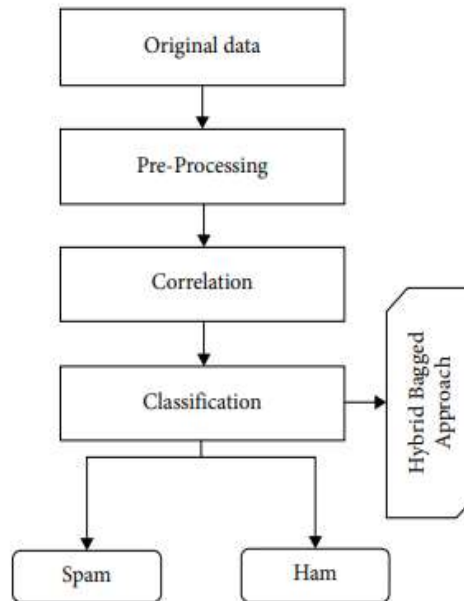 Original data
Pre-Processing
Correlation
Classification
Hybrid Bagged
Approach
Spam
Ham